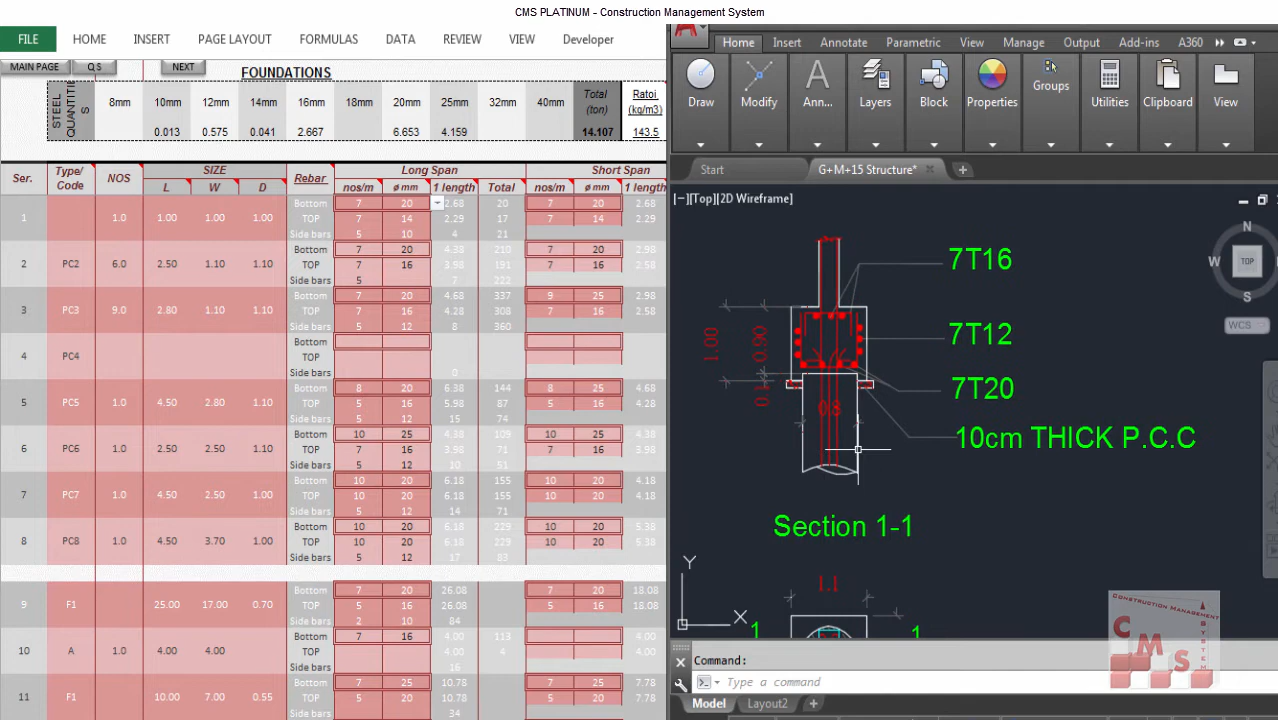 CMS PLATINUM - Construction Management System
FILE HOME INSERT PAGE LAYOUT FORMULAS DATA REVIEW VIEW Developer
MAIN PAGE Q S NEXT FOUNDATIONS
STEEL QUANTITIES 8mm 10mm 12mm 14mm 16mm 18mm 20mm 25mm 32mm 40mm Total (ton) Ratoi (kg/m3)
0.013 0.575 0.041 2.667 6.653 4.159 14.107 143.5
Ser. Type/ Code NOS SIZE Rebar Long Span Short Span
L W D nos/m ø mm 1 length Total nos/m ø mm 1 length
1 1.0 1.00 1.00 1.00
Bottom 7 20 2.68 20 7 20 2.68
TOP 7 14 2.29 17 7 14 2.29
Side bars 5 10 4 21
2 PC2 6.0 2.50 1.10 1.10
Bottom 7 20 4.38 210 7 20 2.98
TOP 7 16 3.98 191 7 16 2.58
Side bars 5 7 222
3 PC3 9.0 2.80 1.10 1.10
Bottom 7 20 4.68 337 9 25 2.98
TOP 7 16 4.28 308 7 16 2.58
Side bars 5 12 8 360
4 PC4
Bottom
TOP
Side bars 0
5 PC5 1.0 4.50 2.80 1.10
Bottom 8 20 6.38 144 8 25 4.68
TOP 5 16 5.98 87 5 16 4.28
Side bars 5 12 15 74
6 PC6 1.0 2.50 2.50 1.10
Bottom 10 25 4.38 109 10 25 4.38
TOP 7 16 3.98 71 7 16 3.98
Side bars 5 12 10 51
7 PC7 1.0 4.50 2.50 1.00
Bottom 10 20 6.18 155 10 20 4.18
TOP 10 20 6.18 155 10 20 4.18
Side bars 5 12 14 71
8 PC8 1.0 4.50 3.70 1.00
Bottom 10 20 6.18 229 10 20 5.38
TOP 10 20 6.18 229 10 20 5.38
Side bars 5 12 17 83
9 F1 25.00 17.00 0.70
Bottom 7 20 26.08 7 20 18.08
TOP 5 16 26.08 5 16 18.08
Side bars 2 10 84
10 A 1.0 4.00 4.00
Bottom 7 16 4.00 113 4.00
TOP 4.00 4 4.00
Side bars 16
11 F1 10.00 7.00 0.55
Bottom 7 25 10.78 7 25 7.78
TOP 5 20 10.78 5 20 7.78
Side bars 34
Home Insert Annotate Parametric View Manage Output Add-ins A360
Draw Modify Ann... Layers Block Properties Groups Utilities Clipboard View
Start G+M+15 Structure*
[−][Top][2D Wireframe]
N
W TOP
S
WCS
7T16
7T12
7T20
10cm THICK P.C.C
1.00 0.90
0.1
0.8
Section 1-1
1.1
Y
X
1 1
CONSTRUCTION MANAGEMENT SYSTEM
CMS
Command:
Type a command
Model Layout2